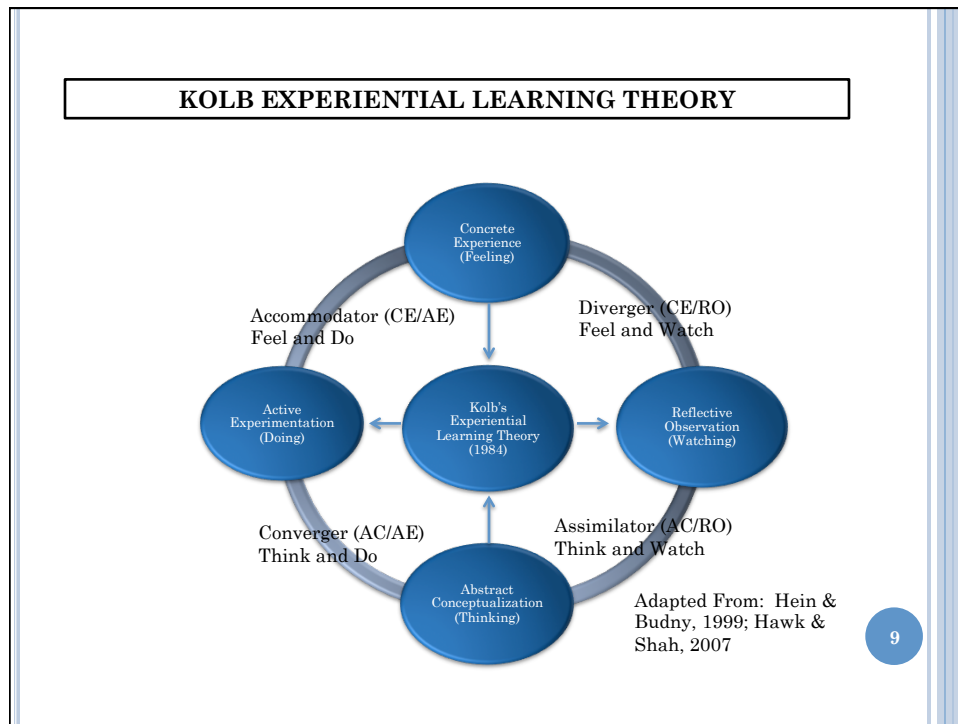 KOLB EXPERIENTIAL LEARNING THEORY
Concrete
Experience
(Feeling)
Accommodator (CE/AE)
Feel and Do
Diverger (CE/RO)
Feel and Watch
Active
Experimentation
(Doing)
Kolb's
Experiential
Learning Theory
(1984)
Reflective
Observation
(Watching)
Converger (AC/AE)
Think and Do
Assimilator (AC/RO)
Think and Watch
Abstract
Conceptualization
(Thinking)
Adapted From:  Hein &
Budny, 1999; Hawk &
Shah, 2007
9